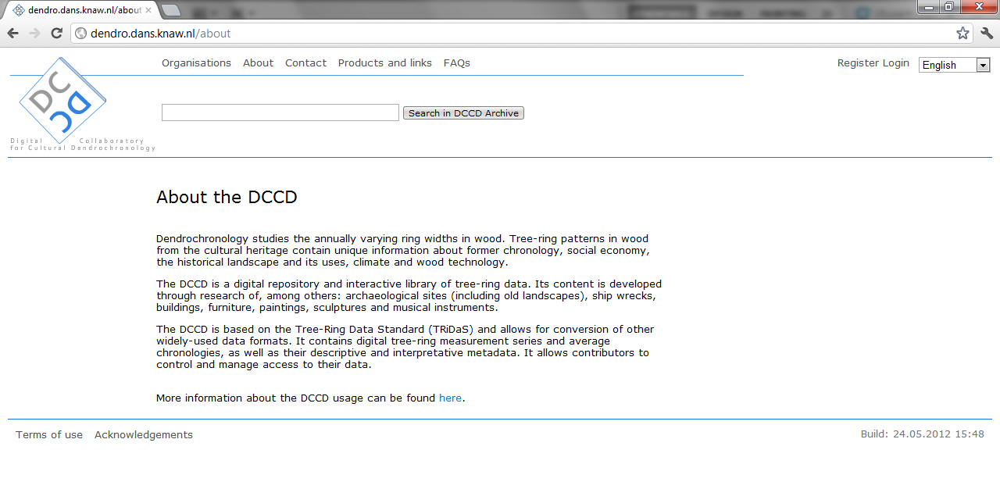 dendro.dans.knaw.nl/about
dendro.dans.knaw.nl/about
Organisations About Contact Products and links FAQs
Register Login English
DC
CD
Search in DCCD Archive
Digital Collaboratory
for Cultural Dendrochronology
About the DCCD
Dendrochronology studies the annually varying ring widths in wood. Tree-ring patterns in wood
from the cultural heritage contain unique information about former chronology, social economy,
the historical landscape and its uses, climate and wood technology.
The DCCD is a digital repository and interactive library of tree-ring data. Its content is developed
through research of, among others: archaeological sites (including old landscapes), ship wrecks,
buildings, furniture, paintings, sculptures and musical instruments.
The DCCD is based on the Tree-Ring Data Standard (TRiDaS) and allows for conversion of other
widely-used data formats. It contains digital tree-ring measurement series and average
chronologies, as well as their descriptive and interpretative metadata. It allows contributors to
control and manage access to their data.
More information about the DCCD usage can be found here.
Terms of use Acknowledgements
Build: 24.05.2012 15:48